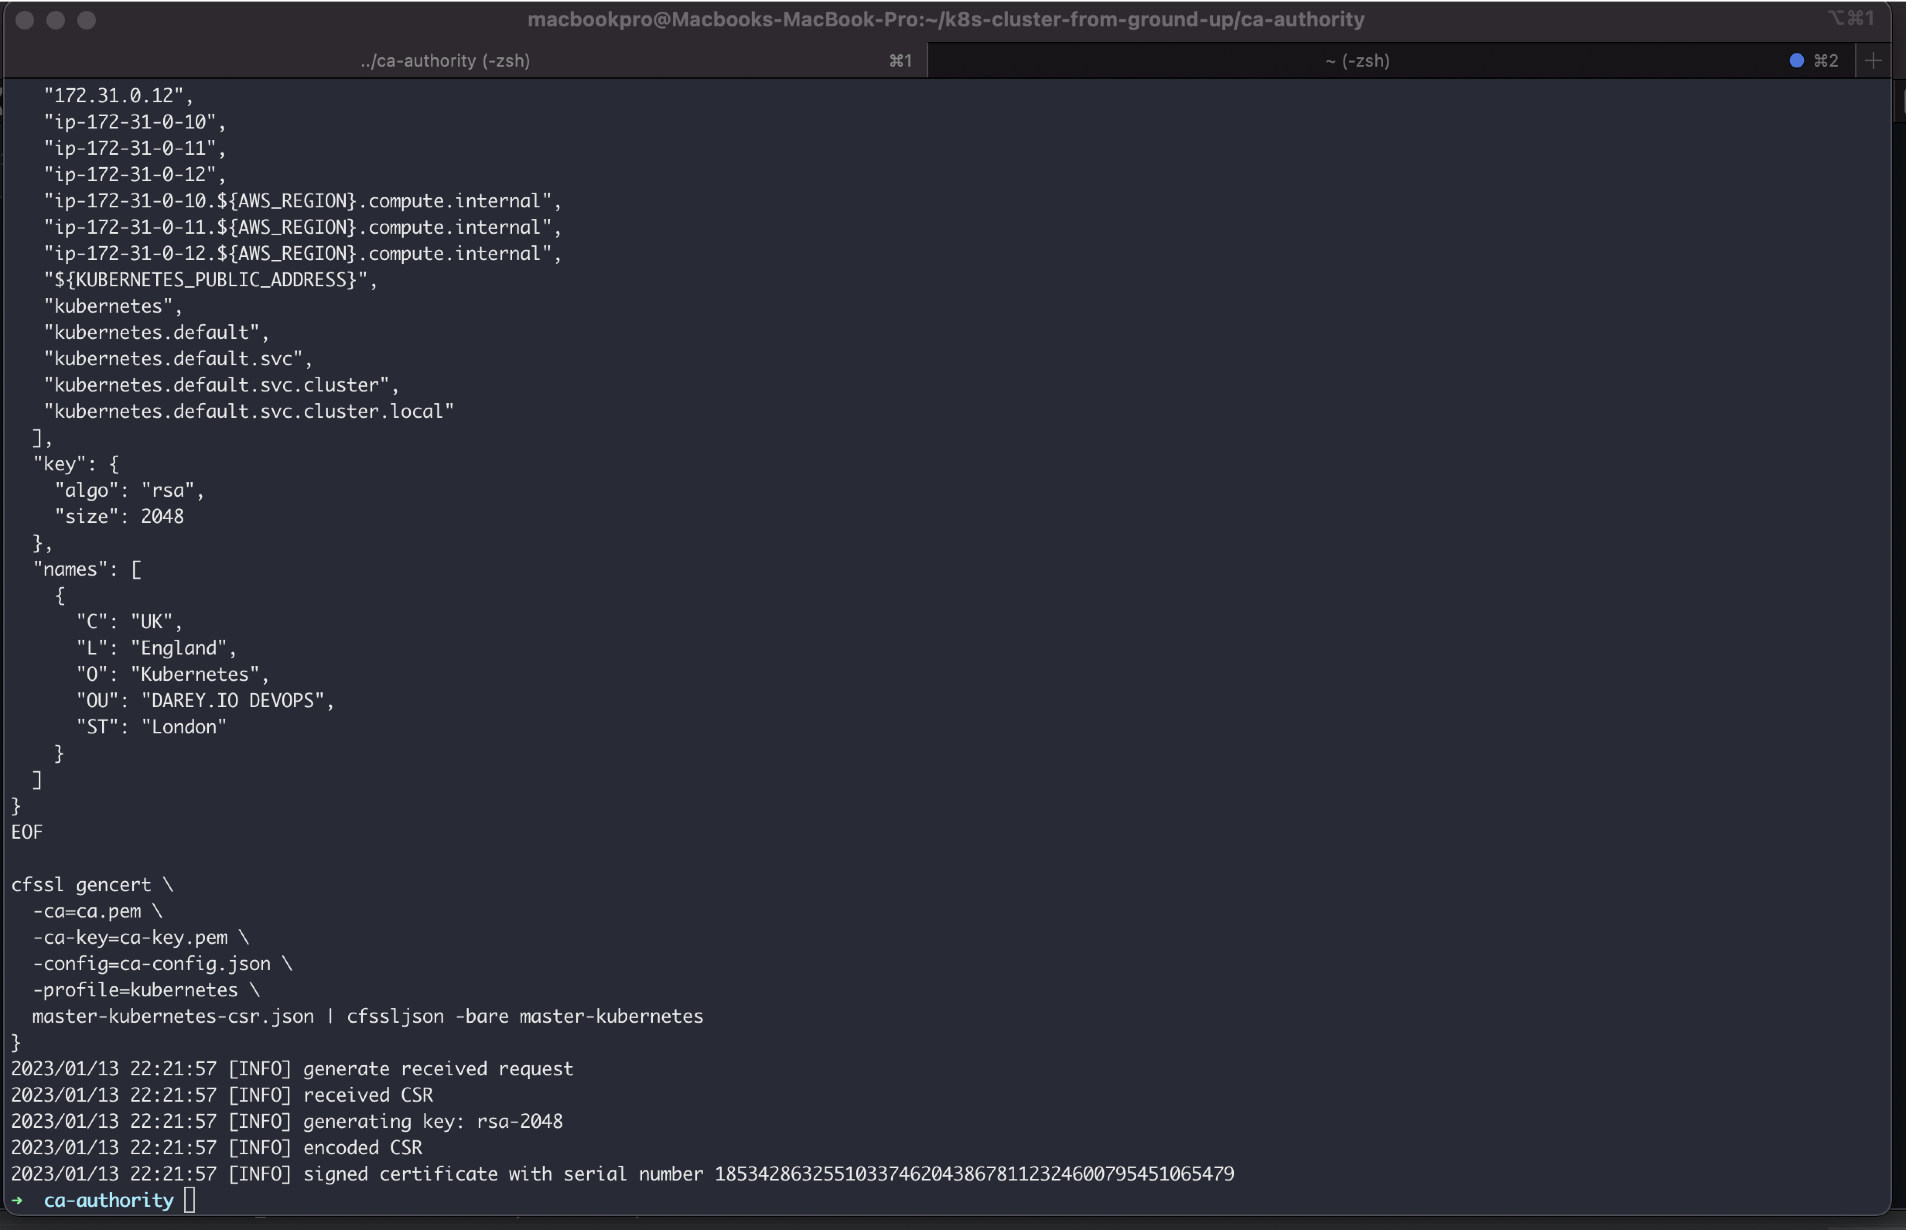 macbookpro@Macbooks-MacBook-Pro:~/k8s-cluster-from-ground-up/ca-authority ⌥⌘1
../ca-authority (-zsh) ⌘1 ~ (-zsh) ⌘2 +
"172.31.0.12",
"ip-172-31-0-10",
"ip-172-31-0-11",
"ip-172-31-0-12",
"ip-172-31-0-10.${AWS_REGION}.compute.internal",
"ip-172-31-0-11.${AWS_REGION}.compute.internal",
"ip-172-31-0-12.${AWS_REGION}.compute.internal",
"${KUBERNETES_PUBLIC_ADDRESS}",
"kubernetes",
"kubernetes.default",
"kubernetes.default.svc",
"kubernetes.default.svc.cluster",
"kubernetes.default.svc.cluster.local"
],
"key": {
"algo": "rsa",
"size": 2048
},
"names": [
{
"C": "UK",
"L": "England",
"O": "Kubernetes",
"OU": "DAREY.IO DEVOPS",
"ST": "London"
}
]
}
EOF
cfssl gencert \
-ca=ca.pem \
-ca-key=ca-key.pem \
-config=ca-config.json \
-profile=kubernetes \
master-kubernetes-csr.json | cfssljson -bare master-kubernetes
}
2023/01/13 22:21:57 [INFO] generate received request
2023/01/13 22:21:57 [INFO] received CSR
2023/01/13 22:21:57 [INFO] generating key: rsa-2048
2023/01/13 22:21:57 [INFO] encoded CSR
2023/01/13 22:21:57 [INFO] signed certificate with serial number 185342863255103374620438678112324600795451065479
➜ ca-authority